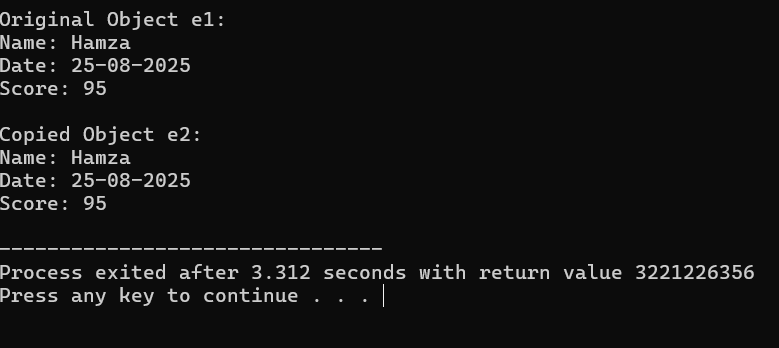 Original Object e1:
Name: Hamza
Date: 25-08-2025
Score: 95
Copied Object e2:
Name: Hamza
Date: 25-08-2025
Score: 95
--------------------------------
Process exited after 3.312 seconds with return value 3221226356
Press any key to continue . . .